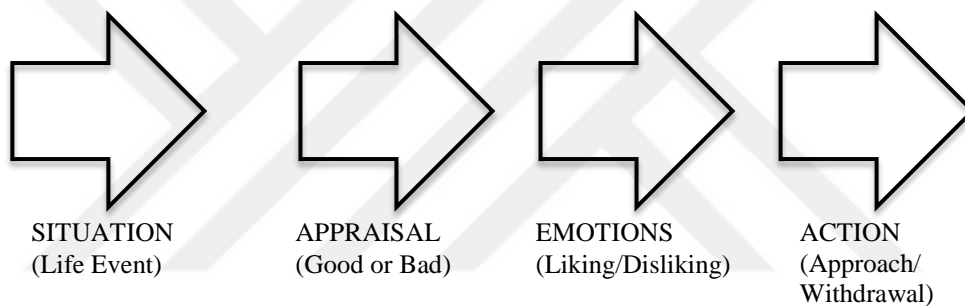 SITUATION
(Life Event)
APPRAISAL
(Good or Bad)
EMOTIONS
(Liking/Disliking)
ACTION
(Approach/
Withdrawal)